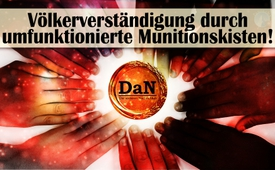 Völkerverständigung durch
umfunktionierte Munitionskisten!
DaN